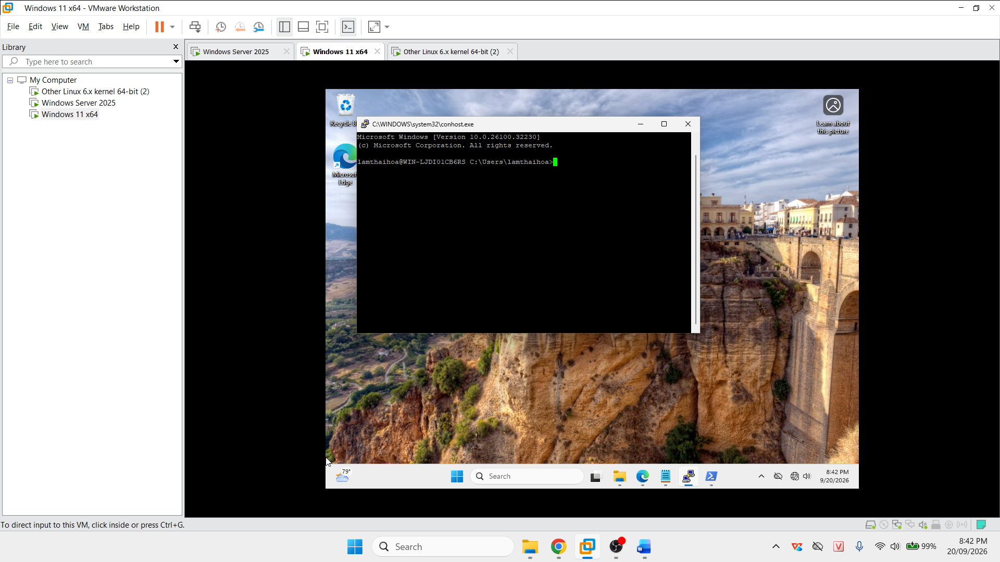 Windows 11 x64 - VMware Workstation
File Edit View VM Tabs Help
Library
Windows Server 2025
Windows 11 x64
Other Linux 6.x kernel 64-bit (2)
Type here to search
My Computer
Other Linux 6.x kernel 64-bit (2)
Windows Server 2025
Windows 11 x64
Recycle B
Learn about
this picture
C:\WINDOWS\system32\conhost.exe
Microsoft Windows [Version 10.0.26100.32230]
(c) Microsoft Corporation. All rights reserved.
lamthaihoa@WIN-LJDI01CB6RS C:\Users\lamthaihoa>
Microsof
Edge
79°
Search
8:42 PM
9/20/2026
To direct input to this VM, click inside or press Ctrl+G.
Search
99%
8:42 PM
20/09/2026